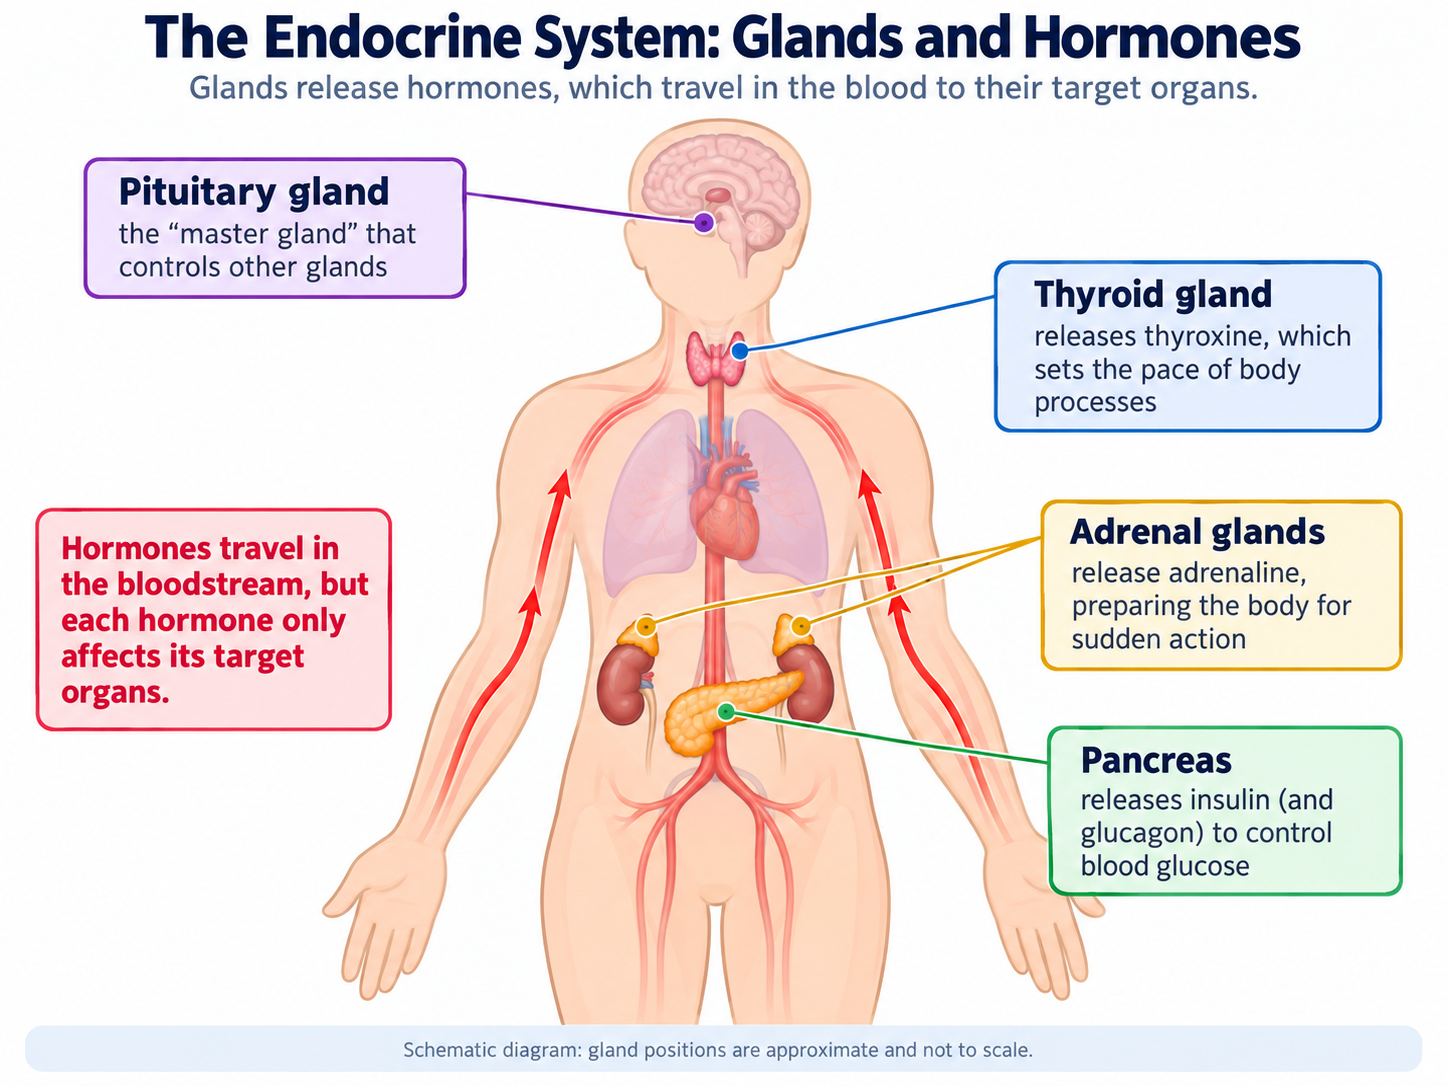 The Endocrine System: Glands and Hormones
Glands release hormones, which travel in the blood to their target organs.
Pituitary gland
the “master gland” that
controls other glands
Thyroid gland
releases thyroxine, which
sets the pace of body
processes
Hormones travel in
the bloodstream, but
each hormone only
affects its target
organs.
Adrenal glands
release adrenaline,
preparing the body for
sudden action
Pancreas
releases insulin (and
glucagon) to control
blood glucose
Schematic diagram: gland positions are approximate and not to scale.